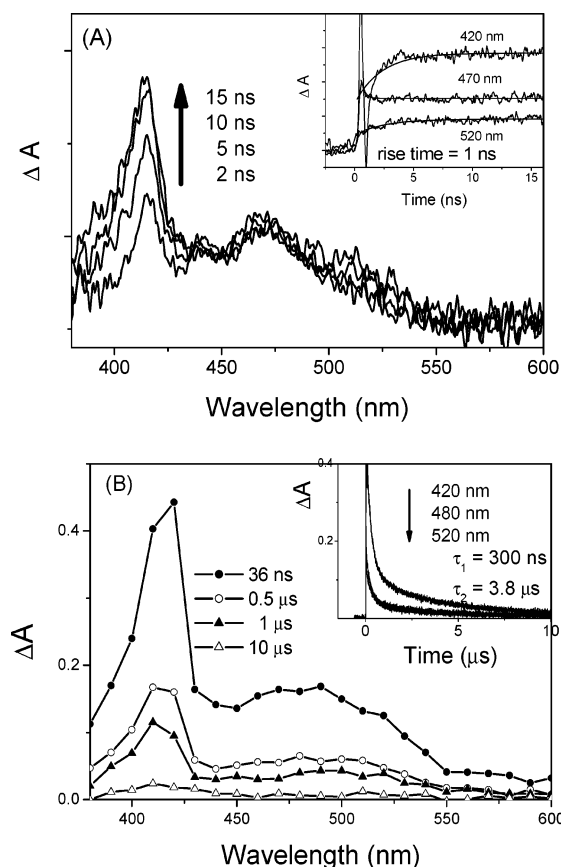 (A)
15 ns
10 ns
5 ns
2 ns
Δ A
400 450 500 550 600
Wavelength (nm)
Δ A
420 nm
470 nm
520 nm
rise time = 1 ns
0 5 10 15
Time (ns)
(B)
36 ns
0.5 μs
1 μs
10 μs
ΔA
0.4
0.2
0.0
400 450 500 550 600
Wavelength (nm)
ΔA
0.4
0.2
420 nm
480 nm
520 nm
τ1 = 300 ns
τ2 = 3.8 μs
0 5 10
Time (μs)